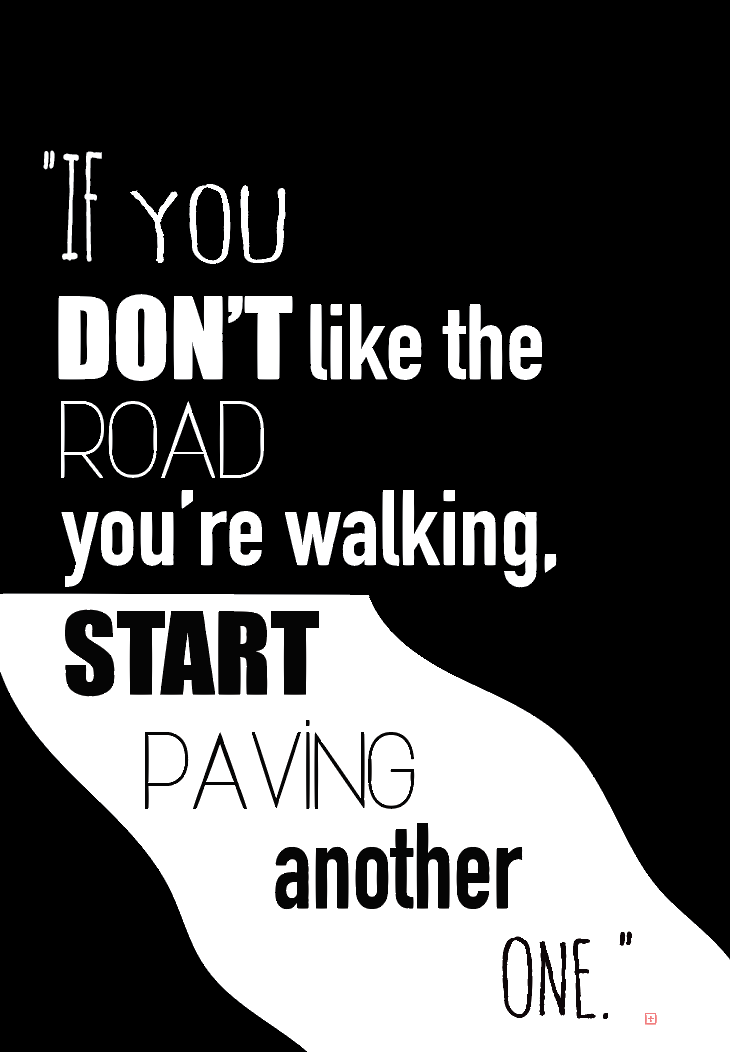 "IF YOU
DON'T like the
ROAD
you're walking,
START
PAViNG
another
ONE."